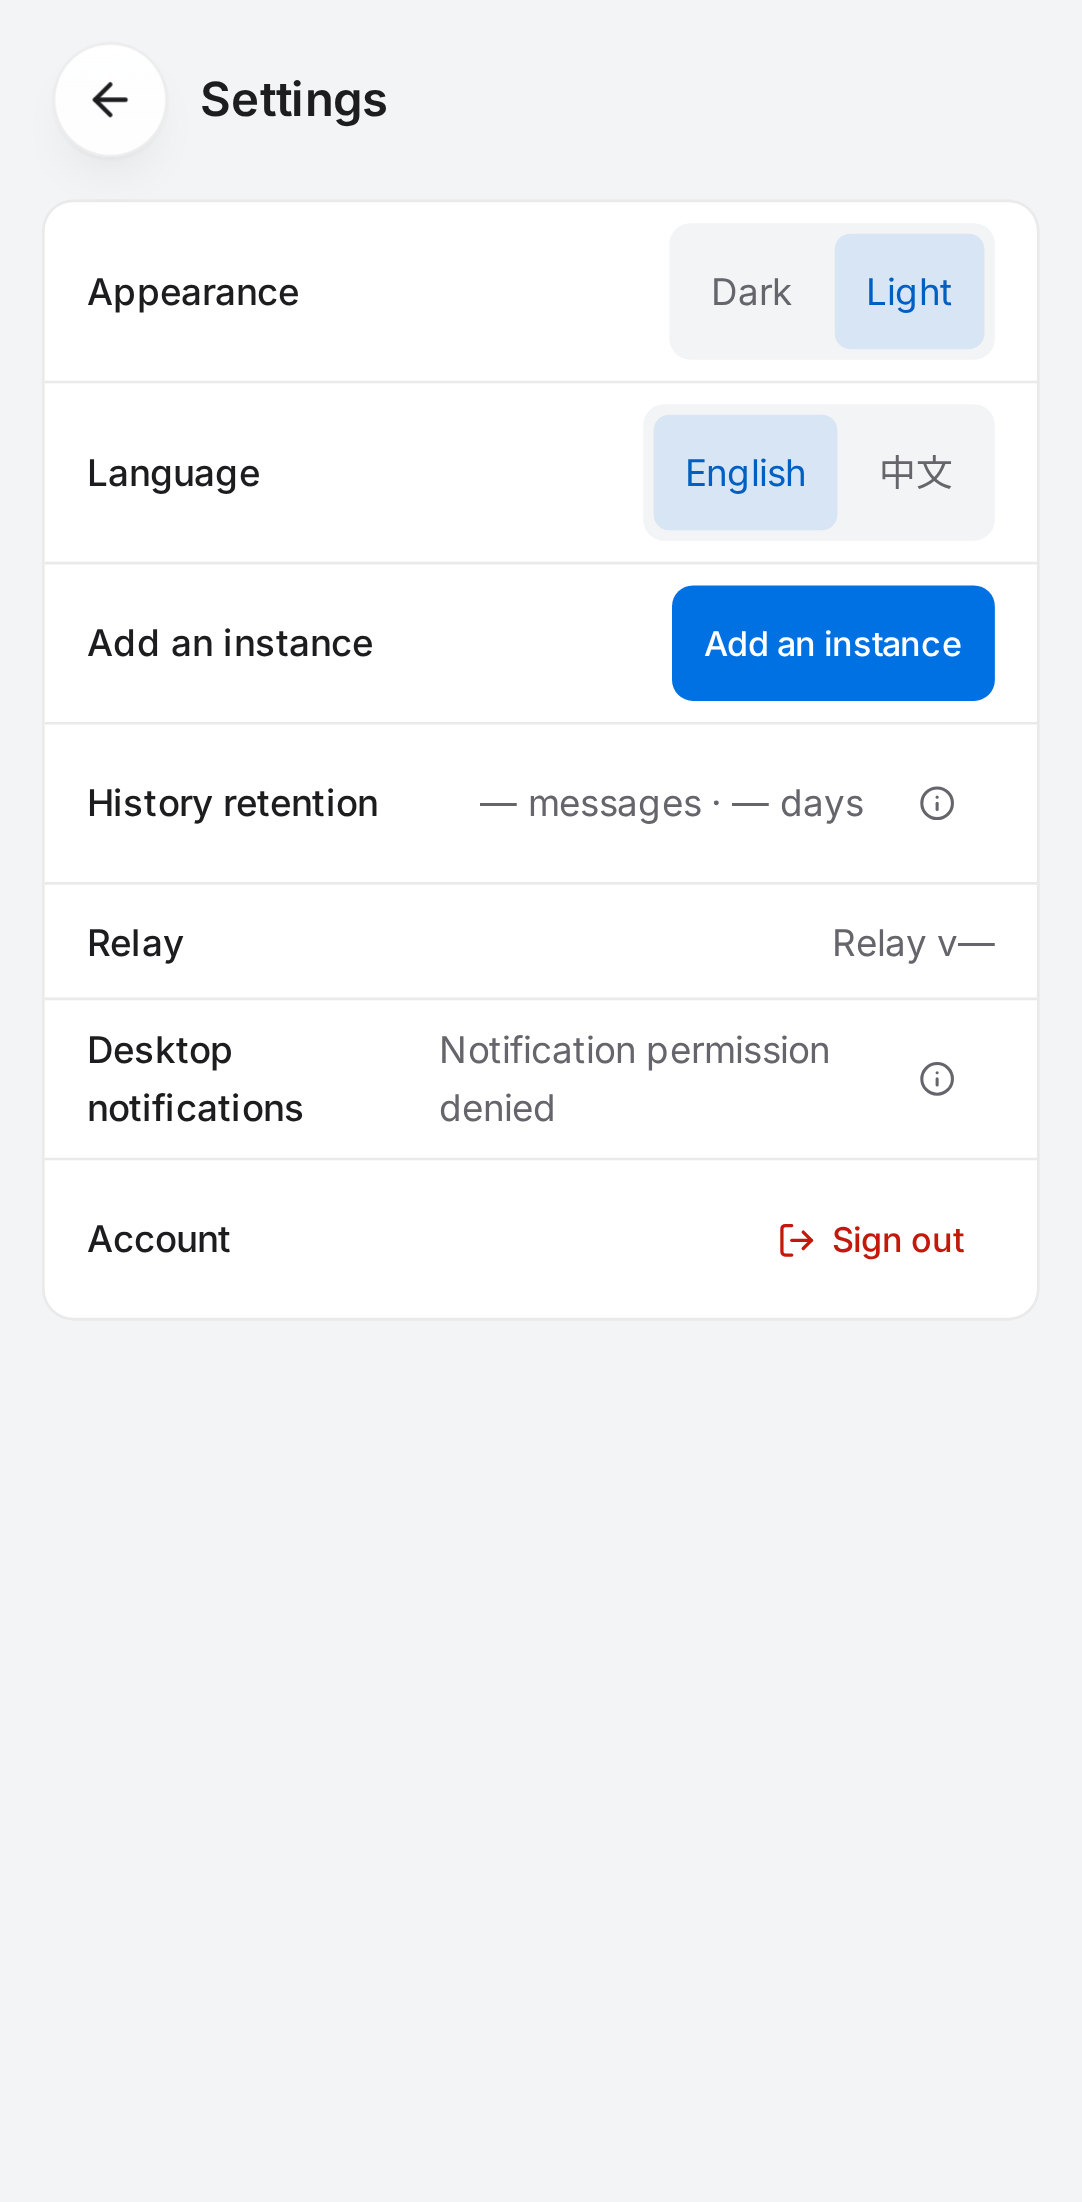 Settings
Appearance
Dark
Light
Language
English
中文
Add an instance
Add an instance
History retention
— messages · — days
Relay
Relay v—
Desktop
notifications
Notification permission
denied
Account
Sign out